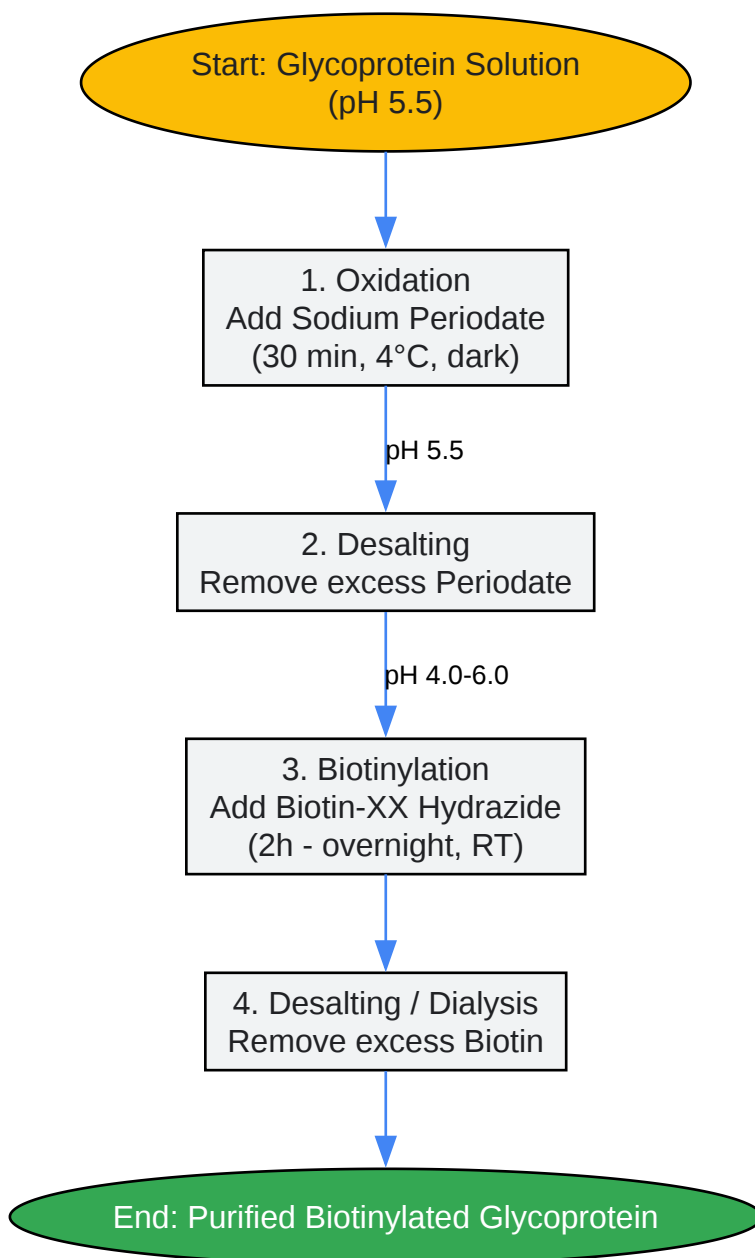 Start: Glycoprotein Solution
(pH 5.5)
1. Oxidation
Add Sodium Periodate
(30 min, 4°C, dark)
pH 5.5
2. Desalting
Remove excess Periodate
pH 4.0-6.0
3. Biotinylation
Add Biotin-XX Hydrazide
(2h - overnight, RT)
4. Desalting / Dialysis
Remove excess Biotin
End: Purified Biotinylated Glycoprotein